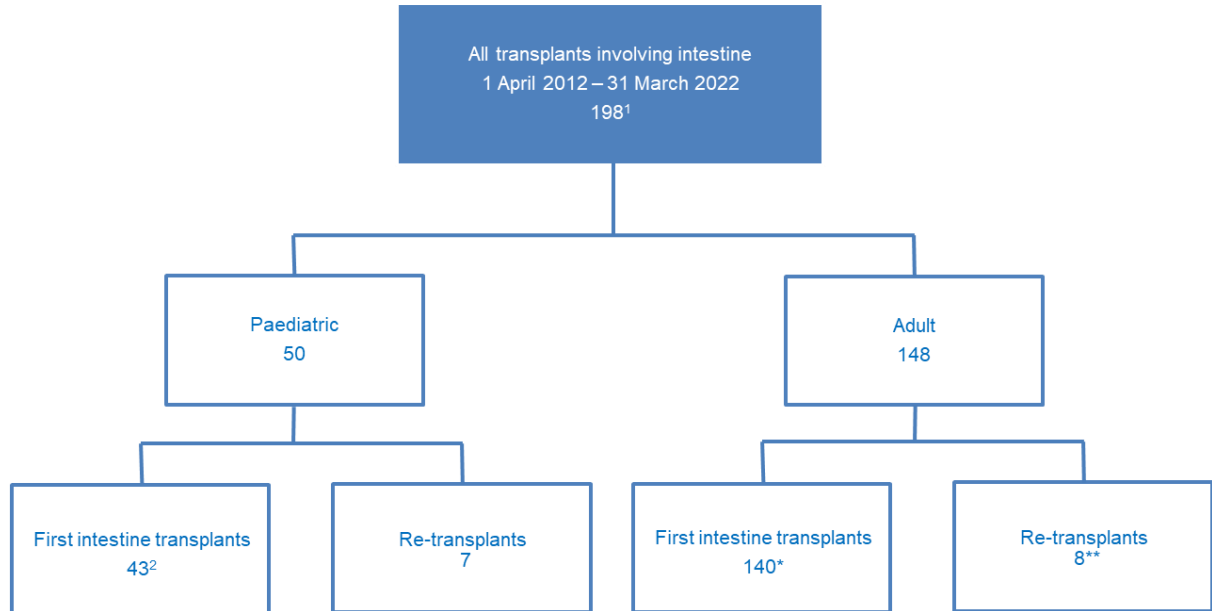 All transplants involving intestine
1 April 2012 – 31 March 2022
198¹
Paediatric
50
Adult
148
First intestine transplants
43²
Re-transplants
7
First intestine transplants
140*
Re-transplants
8**